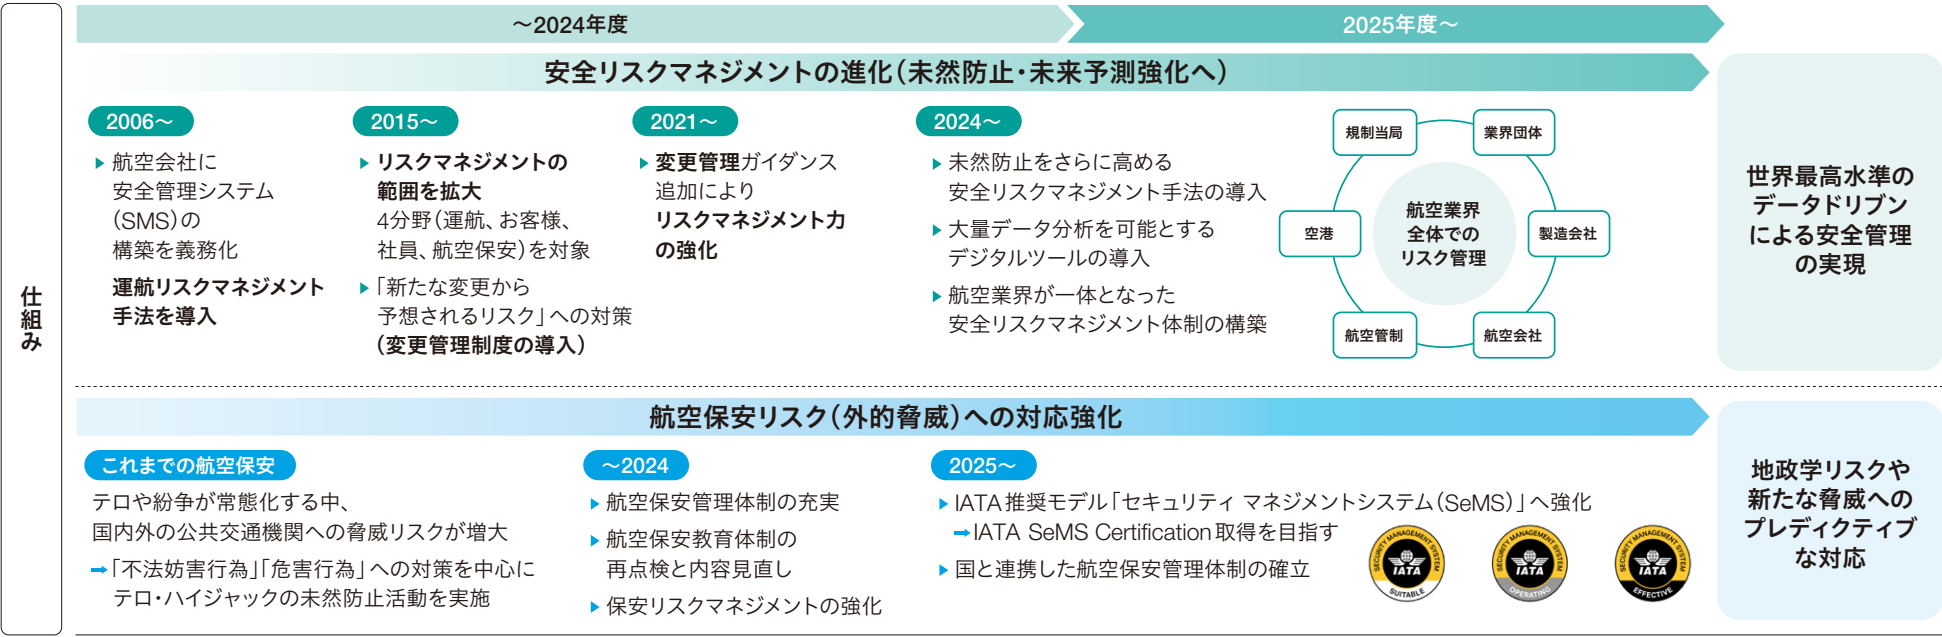 仕組み
～2024年度
2025年度～
安全リスクマネジメントの進化（未然防止・未来予測強化へ）
2006～
航空会社に
安全管理システム
（SMS）の
構築を義務化
運航リスクマネジメント
手法を導入
2015～
リスクマネジメントの
範囲を拡大
4分野（運航、お客様、
社員、航空保安）を対象
「新たな変更から
予想されるリスク」への対策
（変更管理制度の導入）
2021～
変更管理ガイダンス
追加により
リスクマネジメント力
の強化
2024～
未然防止をさらに高める
安全リスクマネジメント手法の導入
大量データ分析を可能とする
デジタルツールの導入
航空業界が一体となった
安全リスクマネジメント体制の構築
規制当局
業界団体
空港
航空業界
全体での
リスク管理
製造会社
航空管制
航空会社
世界最高水準の
データドリブン
による安全管理
の実現
航空保安リスク（外的脅威）への対応強化
これまでの航空保安
テロや紛争が常態化する中、
国内外の公共交通機関への脅威リスクが増大
➡「不法妨害行為」「危害行為」への対策を中心に
テロ・ハイジャックの未然防止活動を実施
～2024
航空保安管理体制の充実
航空保安教育体制の
再点検と内容見直し
保安リスクマネジメントの強化
2025～
IATA推奨モデル「セキュリティ マネジメントシステム（SeMS）」へ強化
➡IATA SeMS Certification取得を目指す
国と連携した航空保安管理体制の確立
SECURITY MANAGEMENT SYSTEM
IATA
SUITABLE
SECURITY MANAGEMENT SYSTEM
IATA
OPERATING
SECURITY MANAGEMENT SYSTEM
IATA
EFFECTIVE
地政学リスクや
新たな脅威への
プレディクティブ
な対応